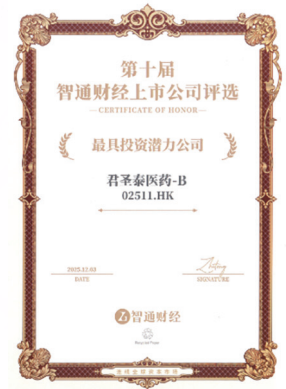 第十届
智通财经上市公司评选
CERTIFICATE OF HONOR
最具投资潜力公司
君圣泰医药-B
02511.HK
DATE
SIGNATURE
智通财经